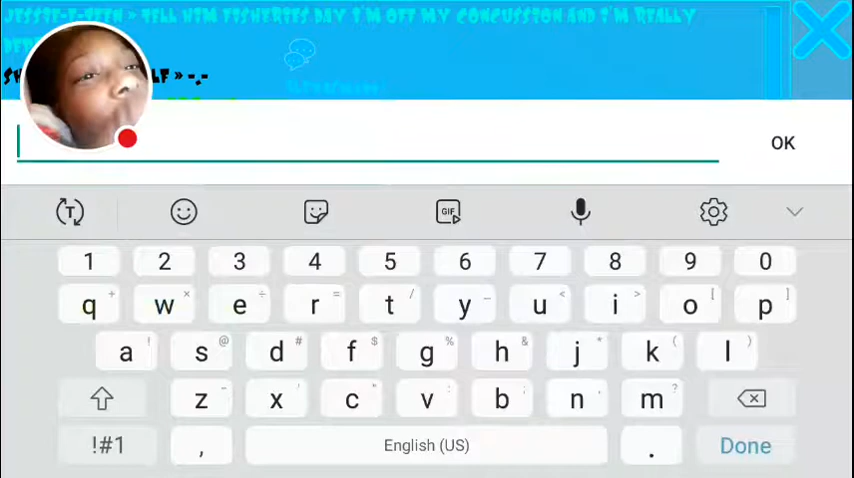 JESSIE-T-TEEN » TELL HIM FISHERIES DAY I'M OFF MY CONCUSSION AND I'M REALLY
LF » -.-
OK
T
GIF
1 2 3 4 5 6 7 8 9 0
q + w × e ÷ r = t / y _ u < i > o [ p ]
a ! s @ d # f $ g % h & j * k ( l )
z - x ' c " v : b ; n , m ?
!#1 , English (US) . Done